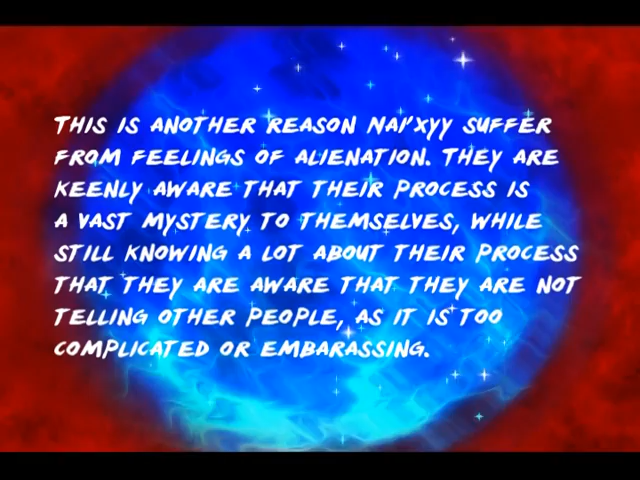 THIS IS ANOTHER REASON NAI'XYY SUFFER
FROM FEELINGS OF ALIENATION. THEY ARE
KEENLY AWARE THAT THEIR PROCESS IS
A VAST MYSTERY TO THEMSELVES, WHILE
STILL KNOWING A LOT ABOUT THEIR PROCESS
THAT THEY ARE AWARE THAT THEY ARE NOT
TELLING OTHER PEOPLE, AS IT IS TOO
COMPLICATED OR EMBARASSING.